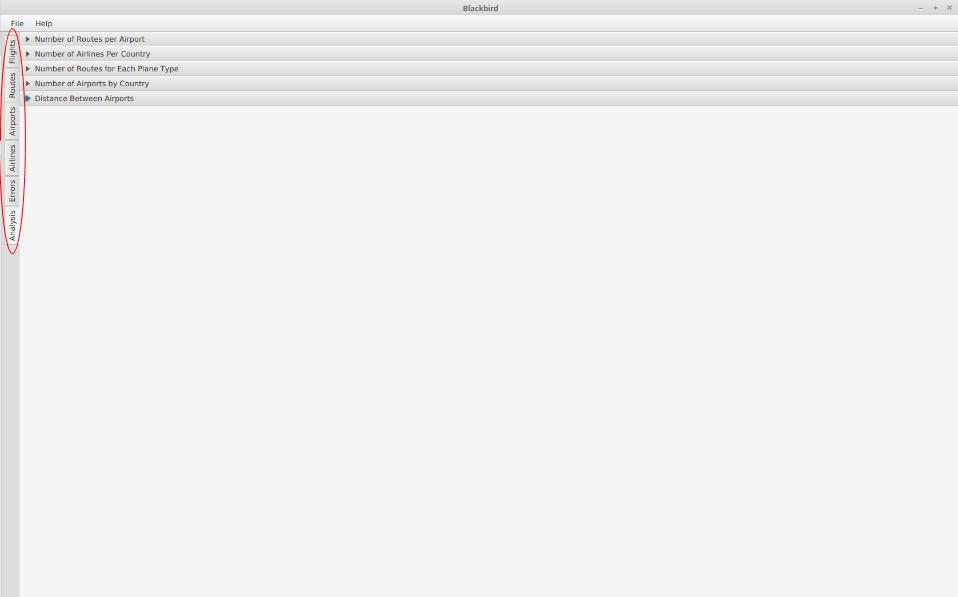 Blackbird
File Help
Flights
Routes
Airports
Airlines
Errors
Analysis
Number of Routes per Airport
Number of Airlines Per Country
Number of Routes for Each Plane Type
Number of Airports by Country
Distance Between Airports